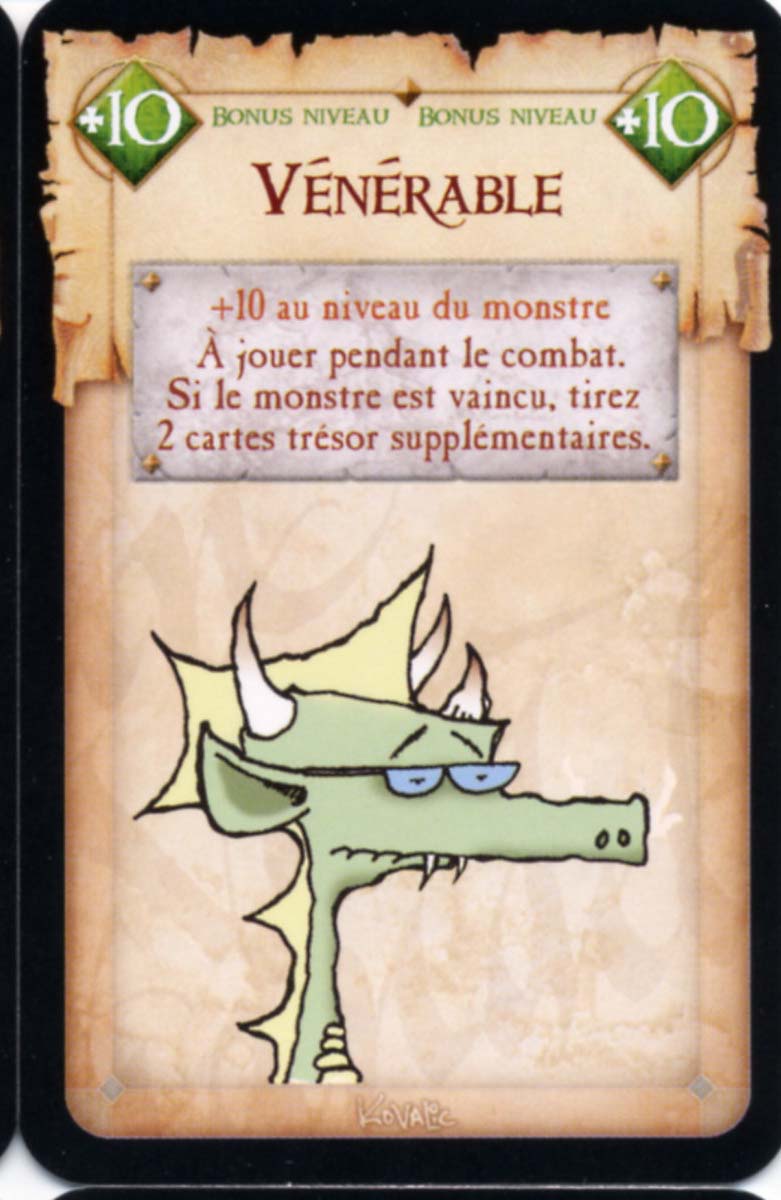 +10 BONUS NIVEAU BONUS NIVEAU +10
VÉNÉRABLE
+10 au niveau du monstre
À jouer pendant le combat.
Si le monstre est vaincu, tirez
2 cartes trésor supplémentaires.
KOVALIC